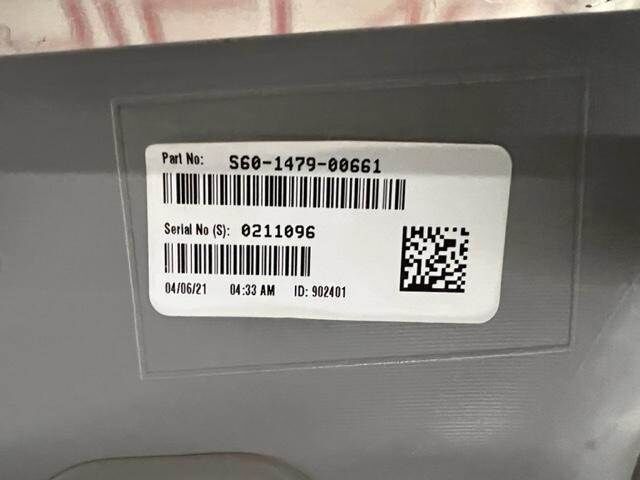 Part No: S60-1479-00661
Serial No (S): 0211096
04/06/21 04:33 AM ID: 902401